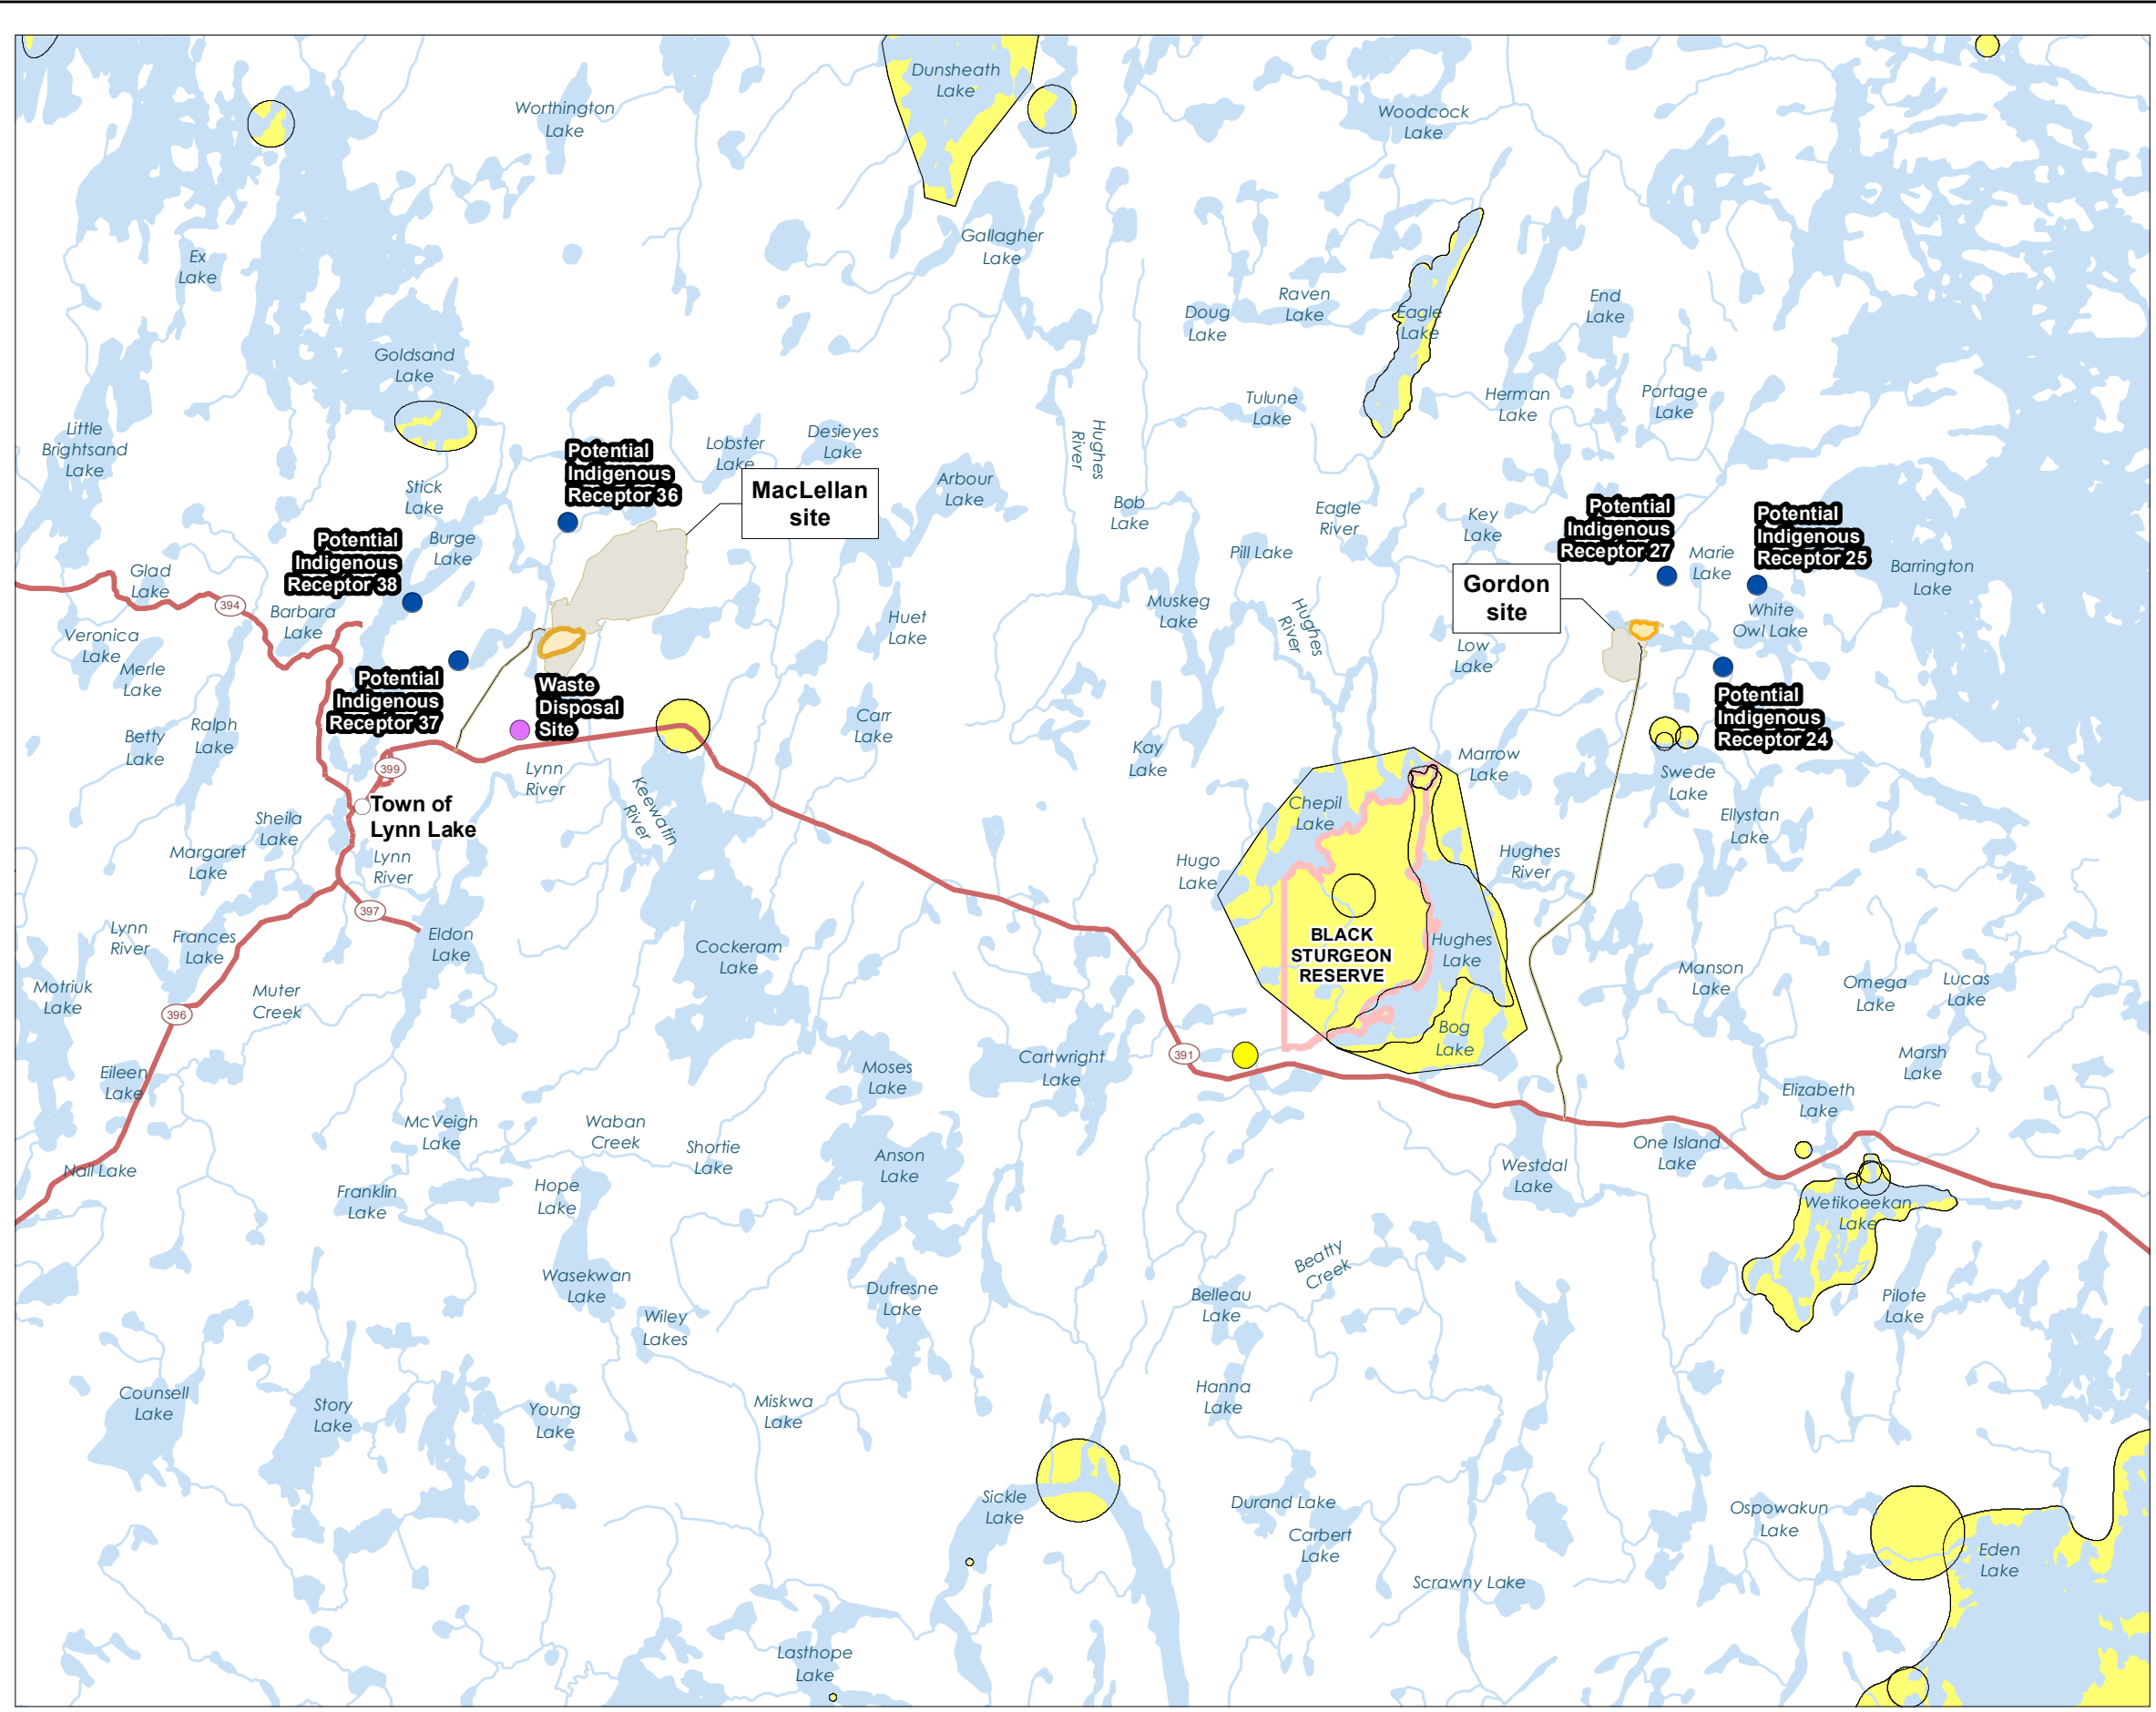 Dunsheath
Lake
Worthington
Lake
Woodcock
Lake
Gallagher
Lake
Ex
Lake
Raven
Lake
Doug
Lake
Eagle
Lake
End
Lake
Goldsand
Lake
Tulune
Lake
Herman
Lake
Portage
Lake
Little
Brightsand
Lake
Potential
Indigenous
Receptor 36
Lobster
Lake
Desieyes
Lake
Hughes
River
Stick
Lake
MacLellan
site
Arbour
Lake
Bob
Lake
Eagle
River
Key
Lake
Potential
Indigenous
Receptor 27
Potential
Indigenous
Receptor 25
Potential
Indigenous
Receptor 38
Burge
Lake
Pill Lake
Marie
Lake
Barrington
Lake
Glad
Lake
394
Barbara
Lake
Gordon
site
Muskeg
Lake
Hughes
River
Huet
Lake
White
Owl Lake
Veronica
Lake
Merle
Lake
Low
Lake
Potential
Indigenous
Receptor 37
Waste
Disposal
Site
Potential
Indigenous
Receptor 24
Ralph
Lake
Betty
Lake
Carr
Lake
Kay
Lake
Marrow
Lake
399
Lynn
River
Keewatin
River
Swede
Lake
Town of
Lynn Lake
Chepil
Lake
Ellystan
Lake
Sheila
Lake
Margaret
Lake
Lynn
River
Hugo
Lake
Hughes
River
397
Lynn
River
Frances
Lake
Eldon
Lake
Cockeram
Lake
BLACK
STURGEON
RESERVE
Hughes
Lake
Manson
Lake
Omega
Lake
Lucas
Lake
Motriuk
Lake
Muter
Creek
396
Bog
Lake
391
Eileen
Lake
Moses
Lake
Cartwright
Lake
Marsh
Lake
Elizabeth
Lake
McVeigh
Lake
Waban
Creek
Shortie
Lake
Anson
Lake
One Island
Lake
Westdal
Lake
Nail Lake
Franklin
Lake
Hope
Lake
Wetikoeekan
Lake
Beatty
Creek
Wasekwan
Lake
Dufresne
Lake
Belleau
Lake
Pilote
Lake
Wiley
Lakes
Counsell
Lake
Story
Lake
Young
Lake
Miskwa
Lake
Hanna
Lake
Sickle
Lake
Durand Lake
Carbert
Lake
Ospowakun
Lake
Eden
Lake
Scrawny Lake
Lasthope
Lake